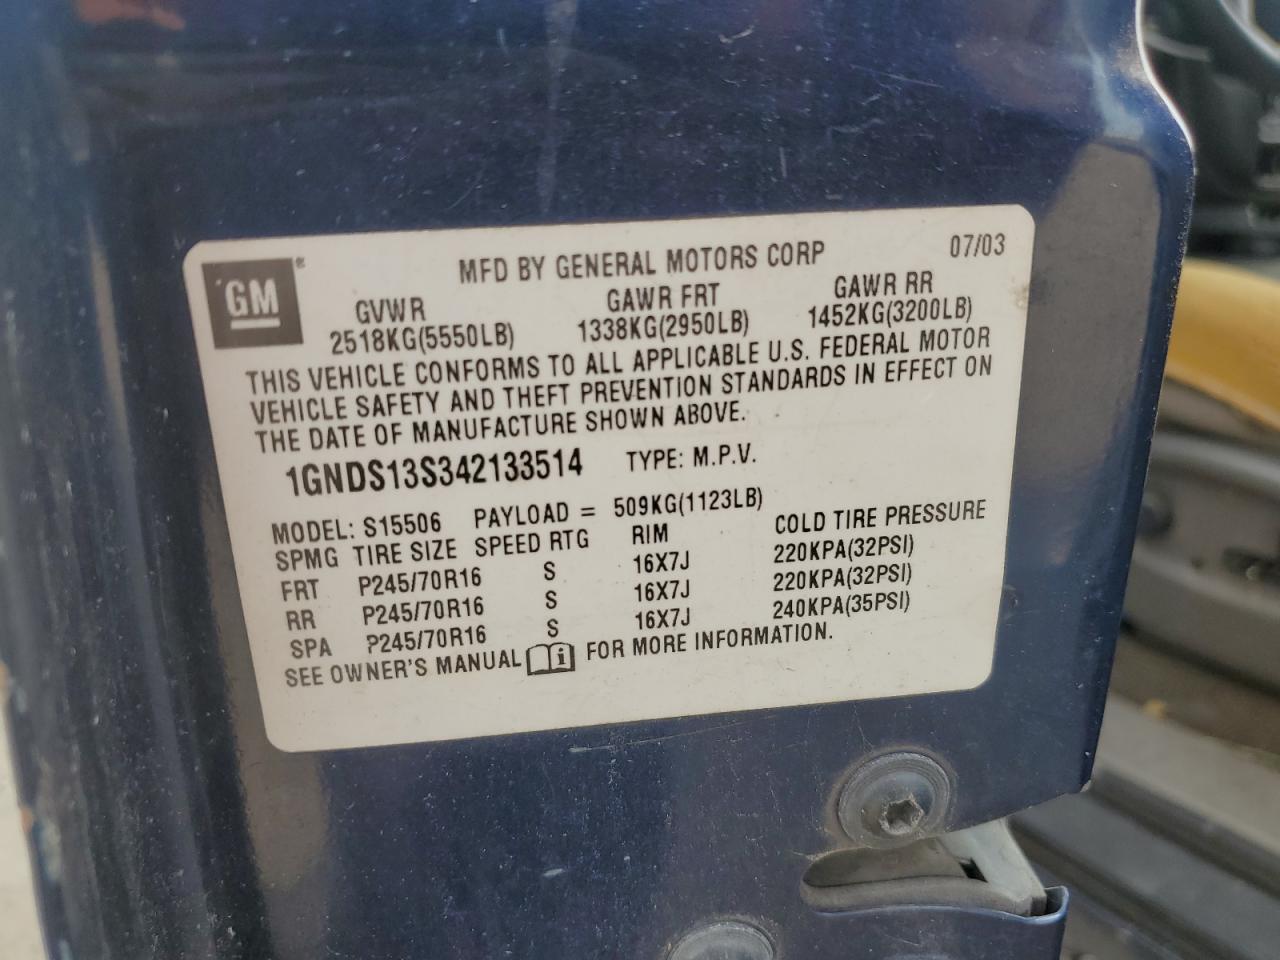 GM®
MFD BY GENERAL MOTORS CORP 07/03
GVWR GAWR FRT GAWR RR
2518KG(5550LB) 1338KG(2950LB) 1452KG(3200LB)
THIS VEHICLE CONFORMS TO ALL APPLICABLE U.S. FEDERAL MOTOR
VEHICLE SAFETY AND THEFT PREVENTION STANDARDS IN EFFECT ON
THE DATE OF MANUFACTURE SHOWN ABOVE.
1GNDS13S342133514 TYPE: M.P.V.
MODEL: S15506 PAYLOAD = 509KG(1123LB)
SPMG TIRE SIZE SPEED RTG RIM COLD TIRE PRESSURE
FRT P245/70R16 S 16X7J 220KPA(32PSI)
RR P245/70R16 S 16X7J 220KPA(32PSI)
SPA P245/70R16 S 16X7J 240KPA(35PSI)
SEE OWNER'S MANUAL i FOR MORE INFORMATION.